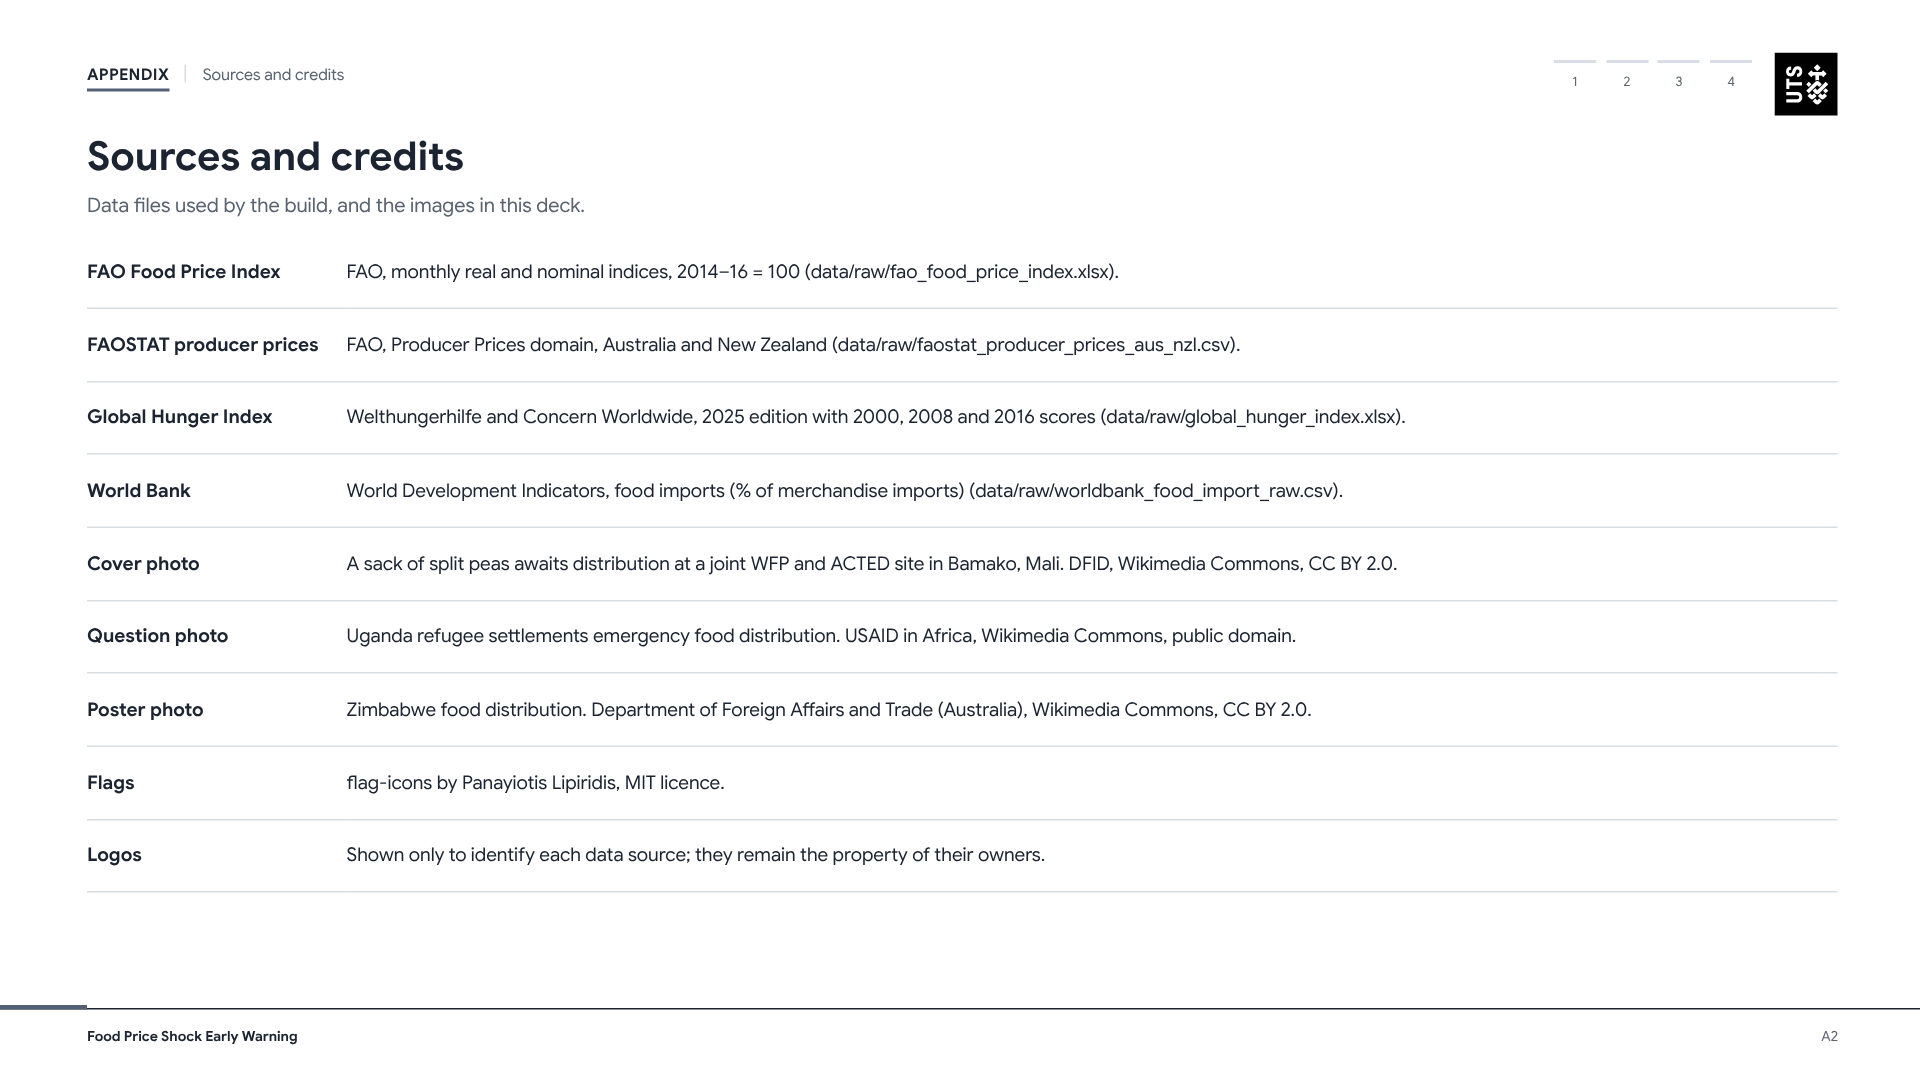 APPENDIX Sources and credits
1 2 3 4
UTS
Sources and credits
Data files used by the build, and the images in this deck.
FAO Food Price Index FAO, monthly real and nominal indices, 2014–16 = 100 (data/raw/fao_food_price_index.xlsx).
FAOSTAT producer prices FAO, Producer Prices domain, Australia and New Zealand (data/raw/faostat_producer_prices_aus_nzl.csv).
Global Hunger Index Welthungerhilfe and Concern Worldwide, 2025 edition with 2000, 2008 and 2016 scores (data/raw/global_hunger_index.xlsx).
World Bank World Development Indicators, food imports (% of merchandise imports) (data/raw/worldbank_food_import_raw.csv).
Cover photo A sack of split peas awaits distribution at a joint WFP and ACTED site in Bamako, Mali. DFID, Wikimedia Commons, CC BY 2.0.
Question photo Uganda refugee settlements emergency food distribution. USAID in Africa, Wikimedia Commons, public domain.
Poster photo Zimbabwe food distribution. Department of Foreign Affairs and Trade (Australia), Wikimedia Commons, CC BY 2.0.
Flags flag-icons by Panayiotis Lipiridis, MIT licence.
Logos Shown only to identify each data source; they remain the property of their owners.
Food Price Shock Early Warning A2